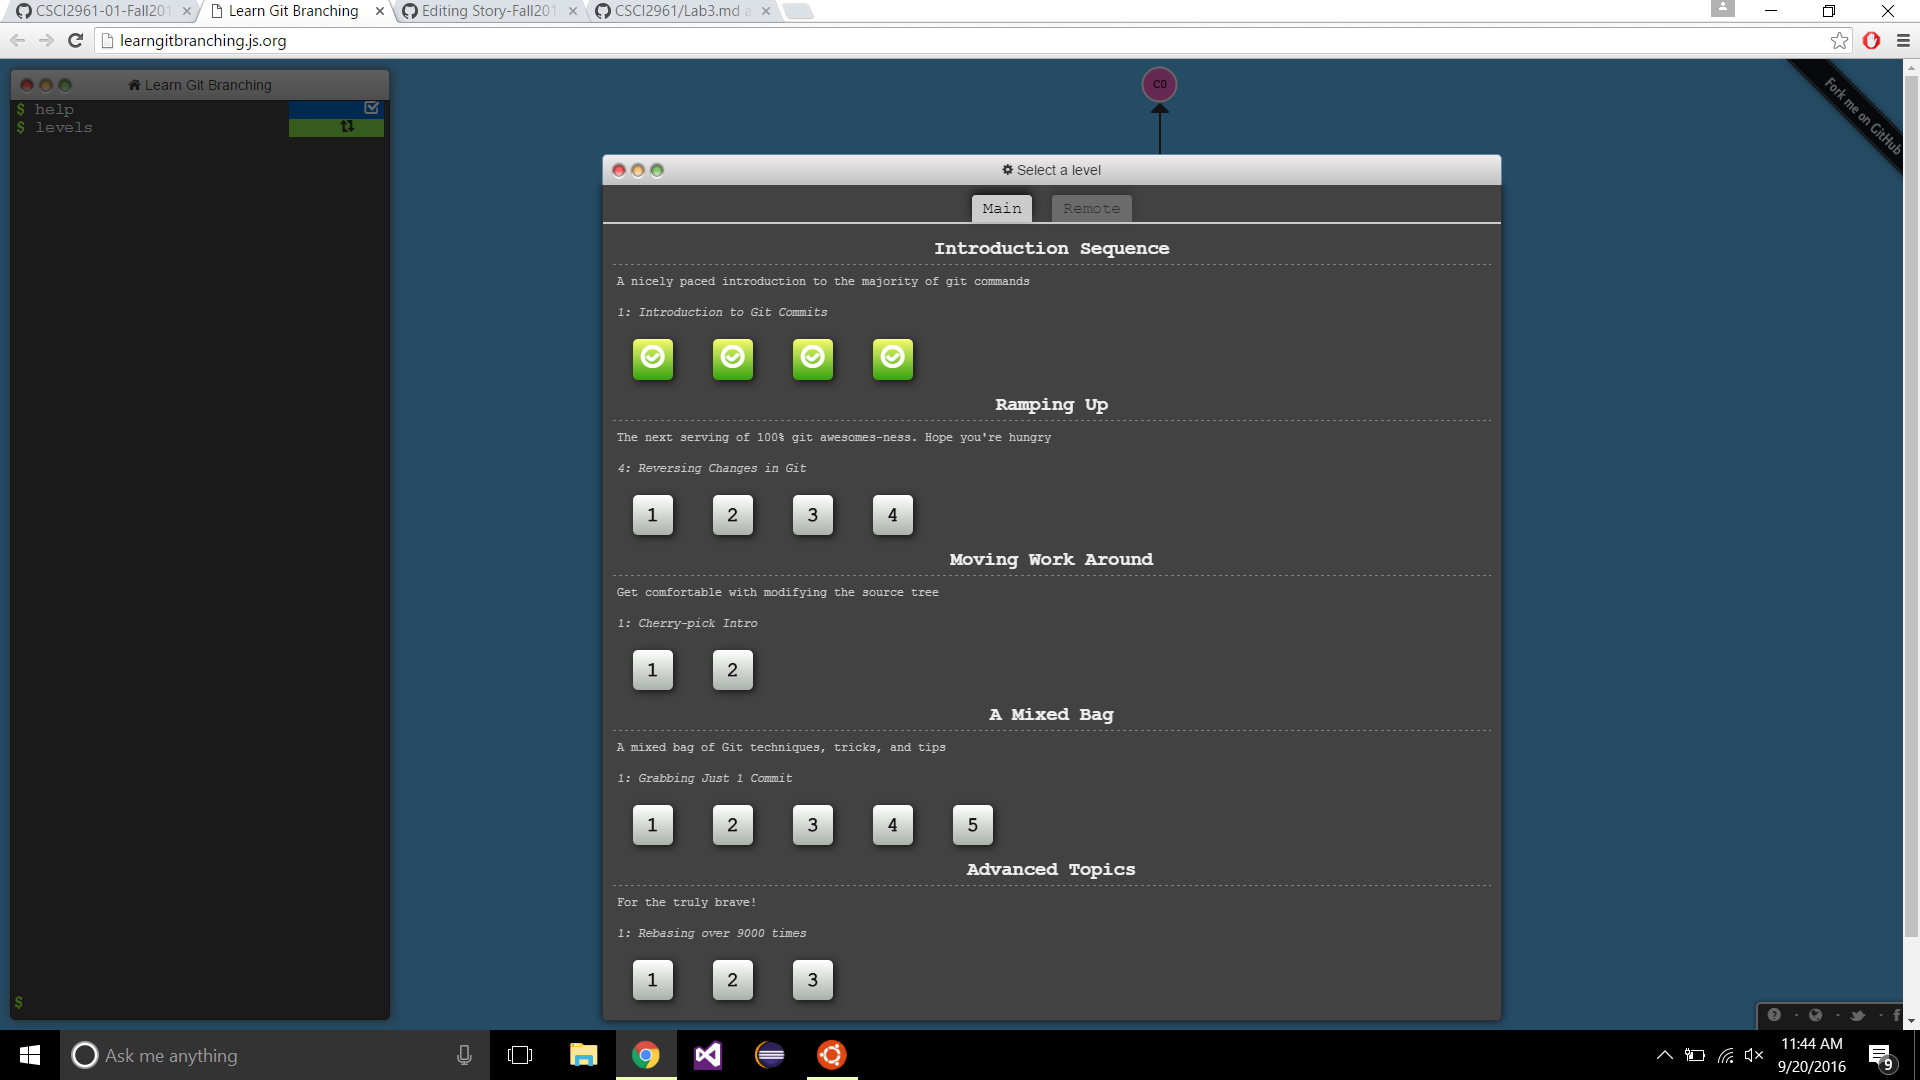 CSCI2961-01-Fall201
Learn Git Branching
Editing Story-Fall201
CSCI2961/Lab3.md a
learngitbranching.js.org
Learn Git Branching
$ help
$ levels
$
C0
Fork me on GitHub
Select a level
Main Remote
Introduction Sequence
A nicely paced introduction to the majority of git commands
1: Introduction to Git Commits
Ramping Up
The next serving of 100% git awesomes-ness. Hope you're hungry
4: Reversing Changes in Git
1 2 3 4
Moving Work Around
Get comfortable with modifying the source tree
1: Cherry-pick Intro
1 2
A Mixed Bag
A mixed bag of Git techniques, tricks, and tips
1: Grabbing Just 1 Commit
1 2 3 4 5
Advanced Topics
For the truly brave!
1: Rebasing over 9000 times
1 2 3
Ask me anything
11:44 AM
9/20/2016
9